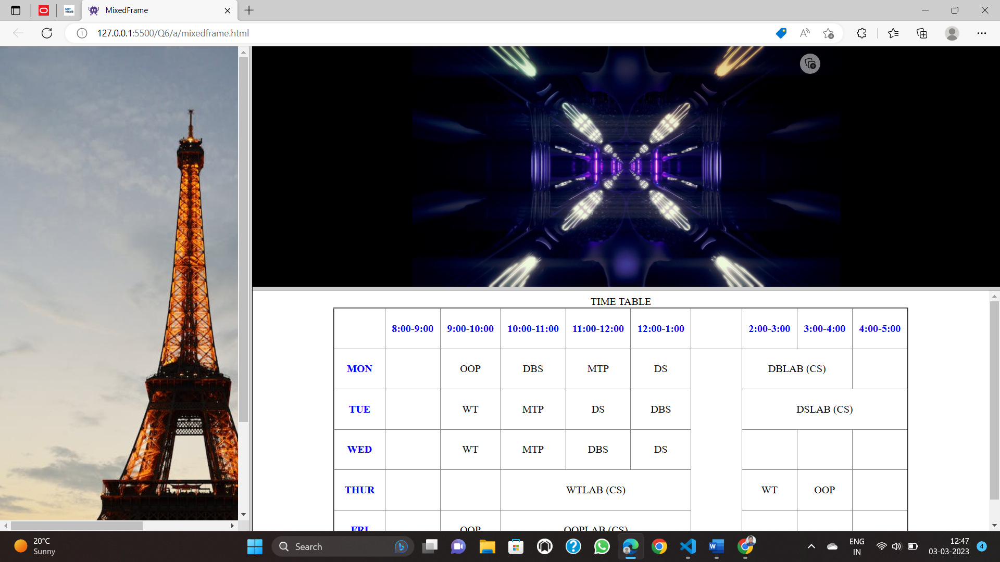 MixedFrame
127.0.0.1:5500/Q6/a/mixedframe.html
TIME TABLE
8:00-9:00 9:00-10:00 10:00-11:00 11:00-12:00 12:00-1:00 2:00-3:00 3:00-4:00 4:00-5:00
MON OOP DBS MTP DS DBLAB (CS)
TUE WT MTP DS DBS DSLAB (CS)
WED WT MTP DBS DS
THUR WTLAB (CS) WT OOP
FRI OOP OOPLAB (CS)
20°C
Sunny
Search
ENG
IN
12:47
03-03-2023
4